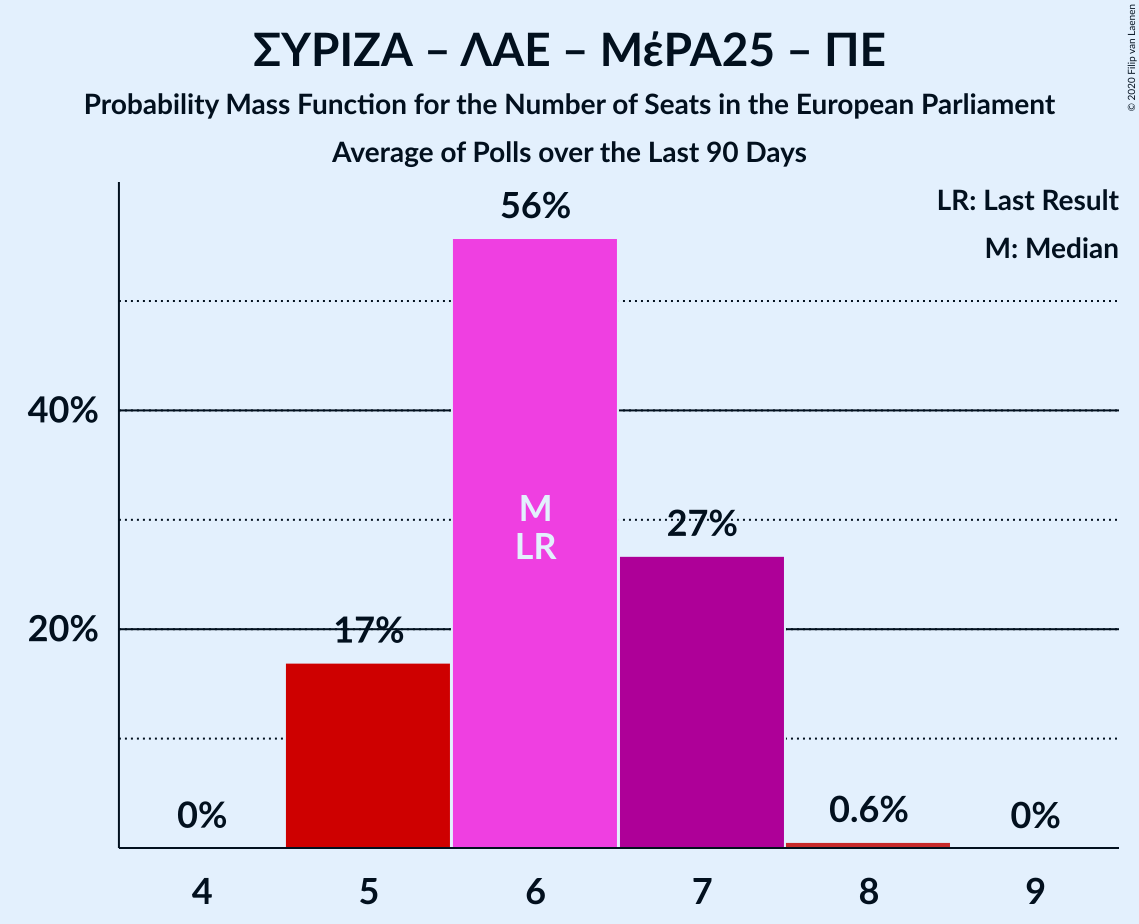 ΣΥΡΙΖΑ – ΛΑΕ – ΜέΡΑ25 – ΠΕ
Probability Mass Function for the Number of Seats in the European Parliament
Average of Polls over the Last 90 Days
© 2020 Filip van Laenen
LR: Last Result
M: Median
56%
40%
M
LR
27%
20%
17%
0%
0.6%
0%
4
5
6
7
8
9